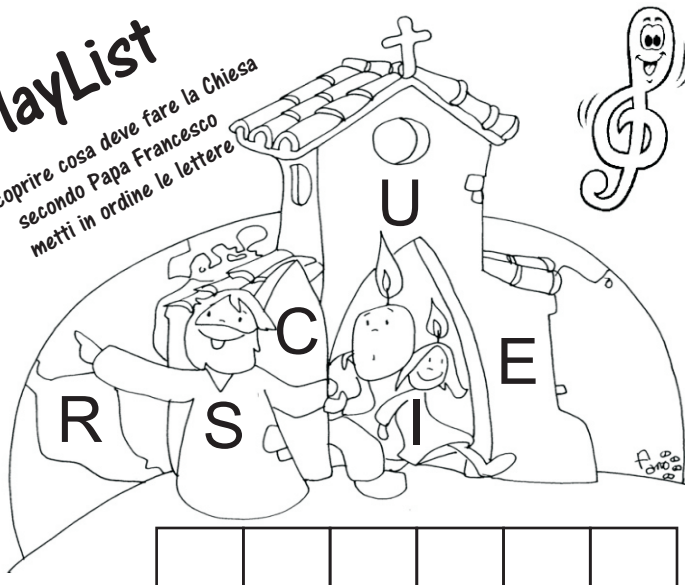 layList
coprire cosa deve fare la Chiesa
secondo Papa Francesco
metti in ordine le lettere
U
C
E
R
S
I